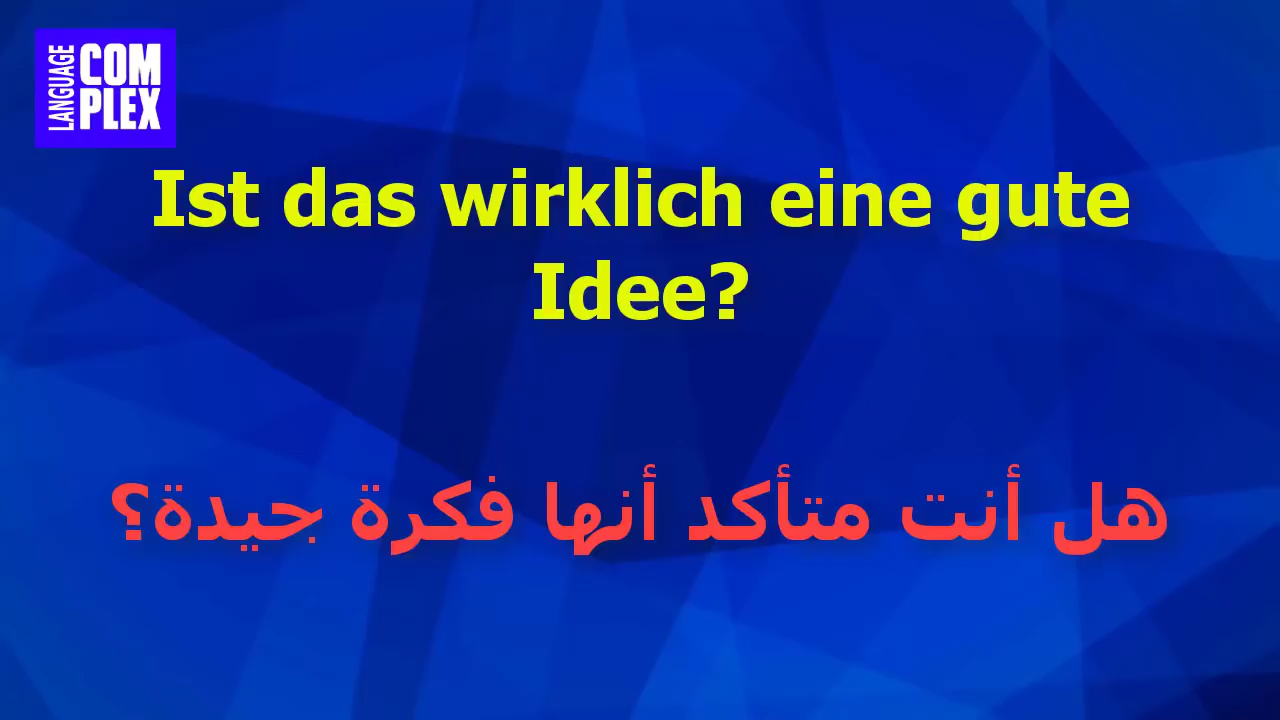 LANGUAGE
COM
PLEX
Ist das wirklich eine gute
Idee?
هل أنت متأكد أنها فكرة جيدة؟